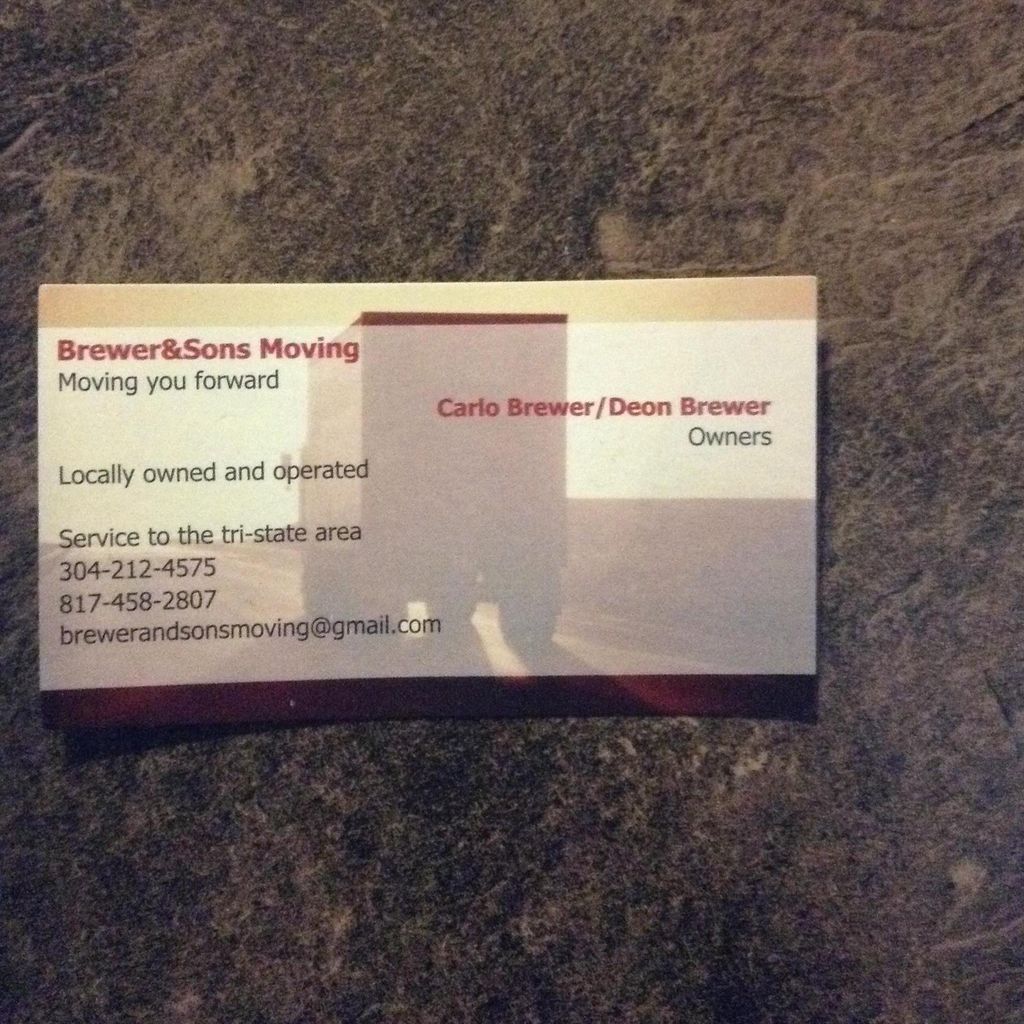 Brewer&Sons Moving
Moving you forward
Carlo Brewer/Deon Brewer
Owners
Locally owned and operated
Service to the tri-state area
304-212-4575
817-458-2807
brewerandsonsmoving@gmail.com